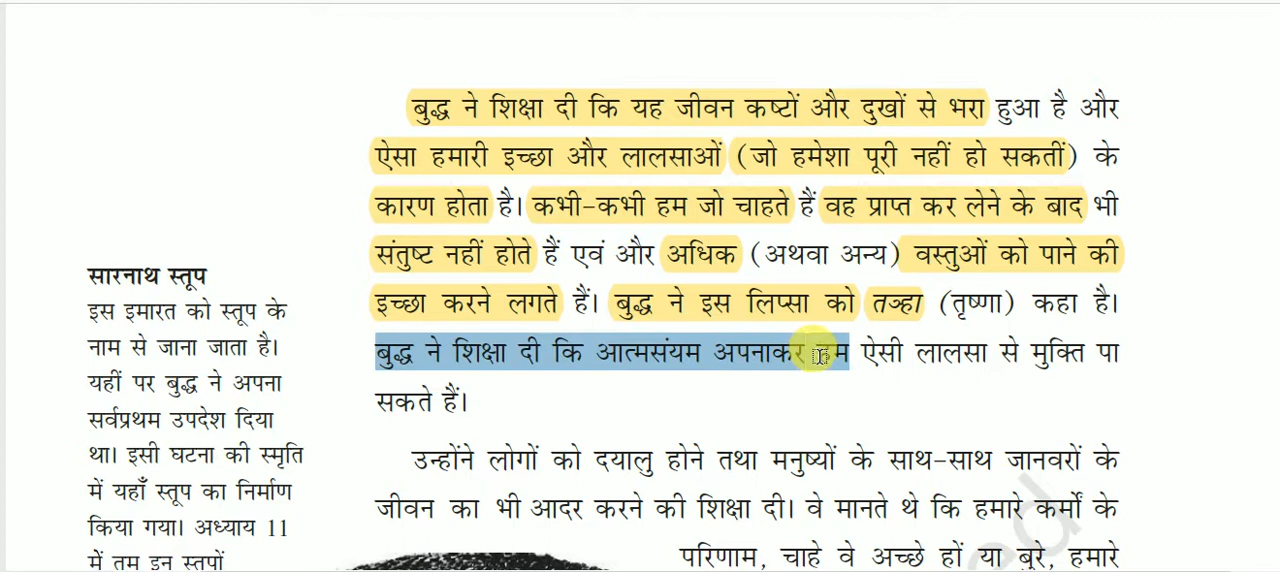 बुद्ध ने शिक्षा दी कि यह जीवन कष्टों और दुखों से भरा हुआ है और
ऐसा हमारी इच्छा और लालसाओं (जो हमेशा पूरी नहीं हो सकतीं) के
कारण होता है। कभी-कभी हम जो चाहते हैं वह प्राप्त कर लेने के बाद भी
संतुष्ट नहीं होते हैं एवं और अधिक (अथवा अन्य) वस्तुओं को पाने की
इच्छा करने लगते हैं। बुद्ध ने इस लिप्सा को तञ्हा (तृष्णा) कहा है।
बुद्ध ने शिक्षा दी कि आत्मसंयम अपनाकर हम ऐसी लालसा से मुक्ति पा
सकते हैं।
उन्होंने लोगों को दयालु होने तथा मनुष्यों के साथ-साथ जानवरों के
जीवन का भी आदर करने की शिक्षा दी। वे मानते थे कि हमारे कर्मों के
परिणाम, चाहे वे अच्छे हों या बुरे, हमारे
सारनाथ स्तूप
इस इमारत को स्तूप के
नाम से जाना जाता है।
यहीं पर बुद्ध ने अपना
सर्वप्रथम उपदेश दिया
था। इसी घटना की स्मृति
में यहाँ स्तूप का निर्माण
किया गया। अध्याय 11
में तुम इन स्तूपों